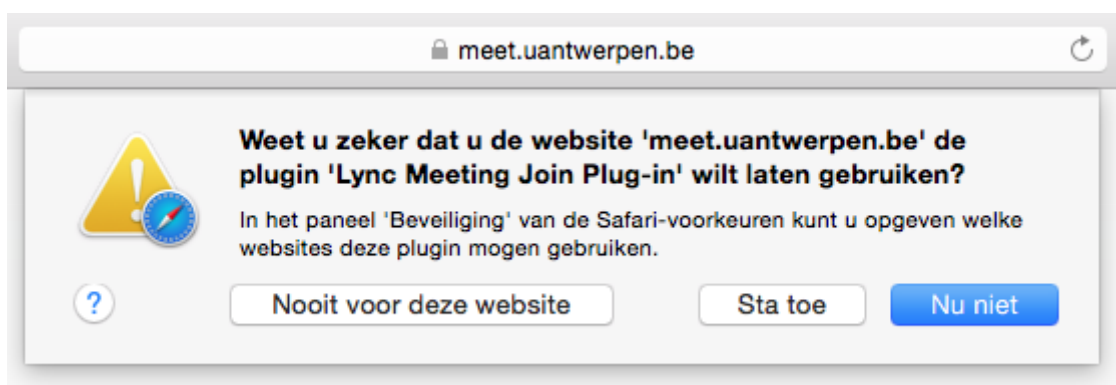 meet.uantwerpen.be
Weet u zeker dat u de website 'meet.uantwerpen.be' de
plugin 'Lync Meeting Join Plug-in' wilt laten gebruiken?
In het paneel 'Beveiliging' van de Safari-voorkeuren kunt u opgeven welke
websites deze plugin mogen gebruiken.
? Nooit voor deze website Sta toe Nu niet